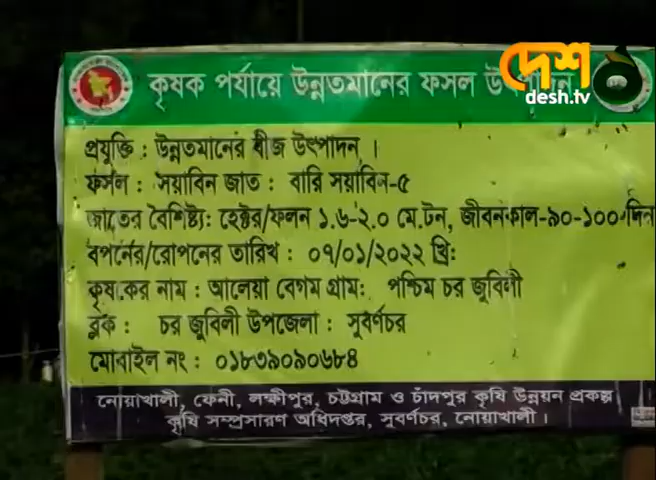 কৃষক পর্যায়ে উন্নতমানের ফসল
দেশ
desh.tv
প্রযুক্তি : উন্নতমানের বীজ উৎপাদন ।
ফসল : সয়াবিন জাত : বারি সয়াবিন-৫
জাতের বৈশিষ্ট্য: হেক্টর/ফলন ১.৬-২.০ মে.টন, জীবনকাল-৯০-১০০/দিন
বপনের/রোপনের তারিখ : ০৭/০১/২০২২ খ্রি:
কৃষকের নাম : আলেয়া বেগম গ্রাম: পশ্চিম চর জুবিলী
ব্লক : চর জুবিলী উপজেলা : সুবর্ণচর
মোবাইল নং : ০১৮৩৯০৯০৬৮৪
নোয়াখালী, ফেনী, লক্ষীপুর, চট্টগ্রাম ও চাঁদপুর কৃষি উন্নয়ন প্রকল্প
কৃষি সম্প্রসারণ অধিদপ্তর, সুবর্ণচর, নোয়াখালী।